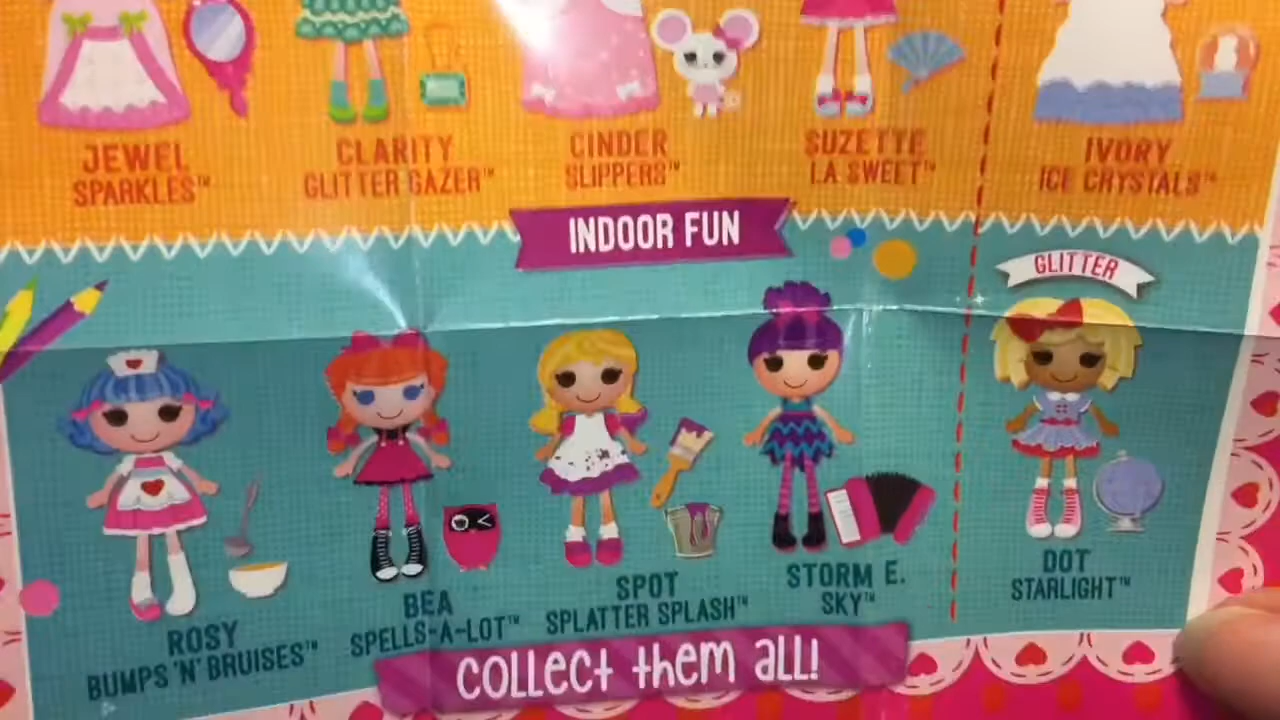 JEWEL
SPARKLES™
CLARITY
GLITTER GAZER™
CINDER
SLIPPERS™
SUZETTE
LA SWEET™
IVORY
ICE CRYSTALS™
INDOOR FUN
GLITTER
ROSY
BUMPS 'N' BRUISES™
BEA
SPELLS-A-LOT™
SPOT
SPLATTER SPLASH™
STORM E.
SKY™
DOT
STARLIGHT™
COLLECT THEM ALL!